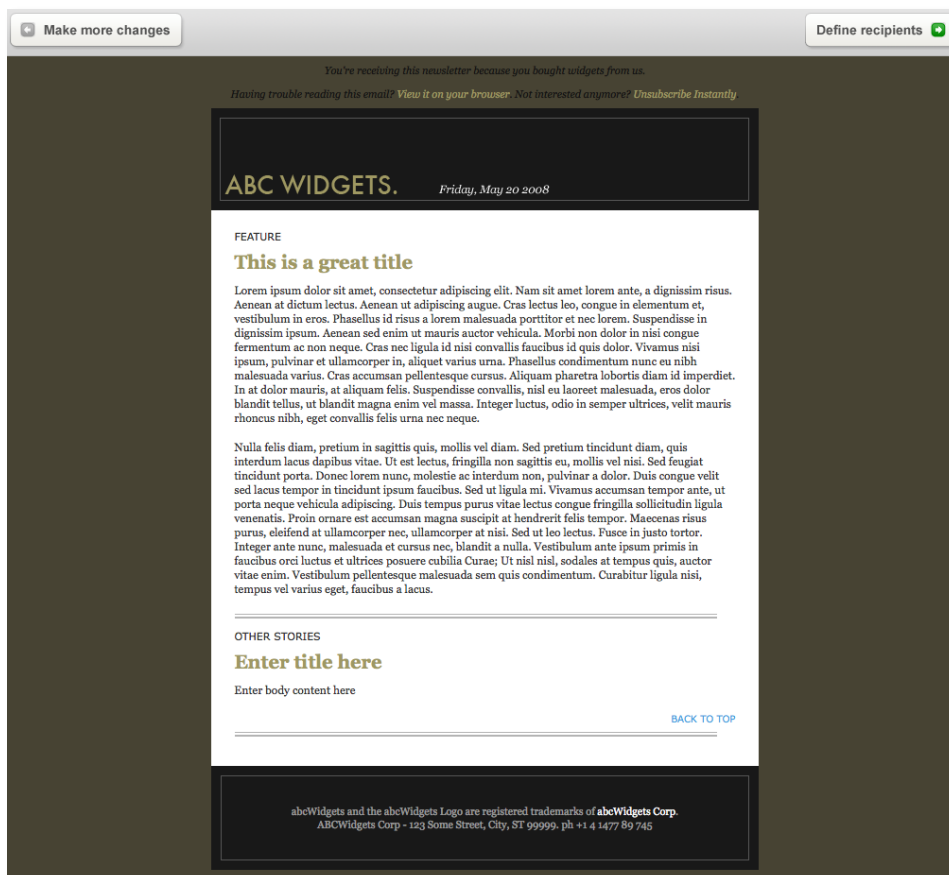 Make more changes
Define recipients
You're receiving this newsletter because you bought widgets from us.
Having trouble reading this email? View it on your browser. Not interested anymore? Unsubscribe Instantly
ABC WIDGETS.
Friday, May 20 2008
FEATURE
This is a great title
Lorem ipsum dolor sit amet, consectetur adipiscing elit. Nam sit amet lorem ante, a dignissim risus.
Aenean at dictum lectus. Aenean ut adipiscing augue. Cras lectus leo, congue in elementum et,
vestibulum in eros. Phasellus id risus a lorem malesuada porttitor et nec lorem. Suspendisse in
dignissim ipsum. Aenean sed enim ut mauris auctor vehicula. Morbi non dolor in nisi congue
fermentum ac non neque. Cras nec ligula id nisi convallis faucibus id quis dolor. Vivamus nisi
ipsum, pulvinar et ullamcorper in, aliquet varius urna. Phasellus condimentum nunc eu nibh
malesuada varius. Cras accumsan pellentesque cursus. Aliquam pharetra lobortis diam id imperdiet.
In at dolor mauris, at aliquam felis. Suspendisse convallis, nisl eu laoreet malesuada, eros dolor
blandit tellus, ut blandit magna enim vel massa. Integer luctus, odio in semper ultrices, velit mauris
rhoncus nibh, eget convallis felis urna nec neque.
Nulla felis diam, pretium in sagittis quis, mollis vel diam. Sed pretium tincidunt diam, quis
interdum lacus dapibus vitae. Ut est lectus, fringilla non sagittis eu, mollis vel nisi. Sed feugiat
tincidunt porta. Donec lorem nunc, molestie ac interdum non, pulvinar a dolor. Duis congue velit
sed lacus tempor in tincidunt ipsum faucibus. Sed ut ligula mi. Vivamus accumsan tempor ante, ut
porta neque vehicula adipiscing. Duis tempus purus vitae lectus congue fringilla sollicitudin ligula
venenatis. Proin ornare est accumsan magna suscipit at hendrerit felis tempor. Maecenas risus
purus, eleifend at ullamcorper nec, ullamcorper at nisi. Sed ut leo lectus. Fusce in justo tortor.
Integer ante nunc, malesuada et cursus nec, blandit a nulla. Vestibulum ante ipsum primis in
faucibus orci luctus et ultrices posuere cubilia Curae; Ut nisl nisl, sodales at tempus quis, auctor
vitae enim. Vestibulum pellentesque malesuada sem quis condimentum. Curabitur ligula nisi,
tempus vel varius eget, faucibus a lacus.
OTHER STORIES
Enter title here
Enter body content here
BACK TO TOP
abcWidgets and the abcWidgets Logo are registered trademarks of abcWidgets Corp.
ABCWidgets Corp - 123 Some Street, City, ST 99999. ph +1 4 1477 89 745